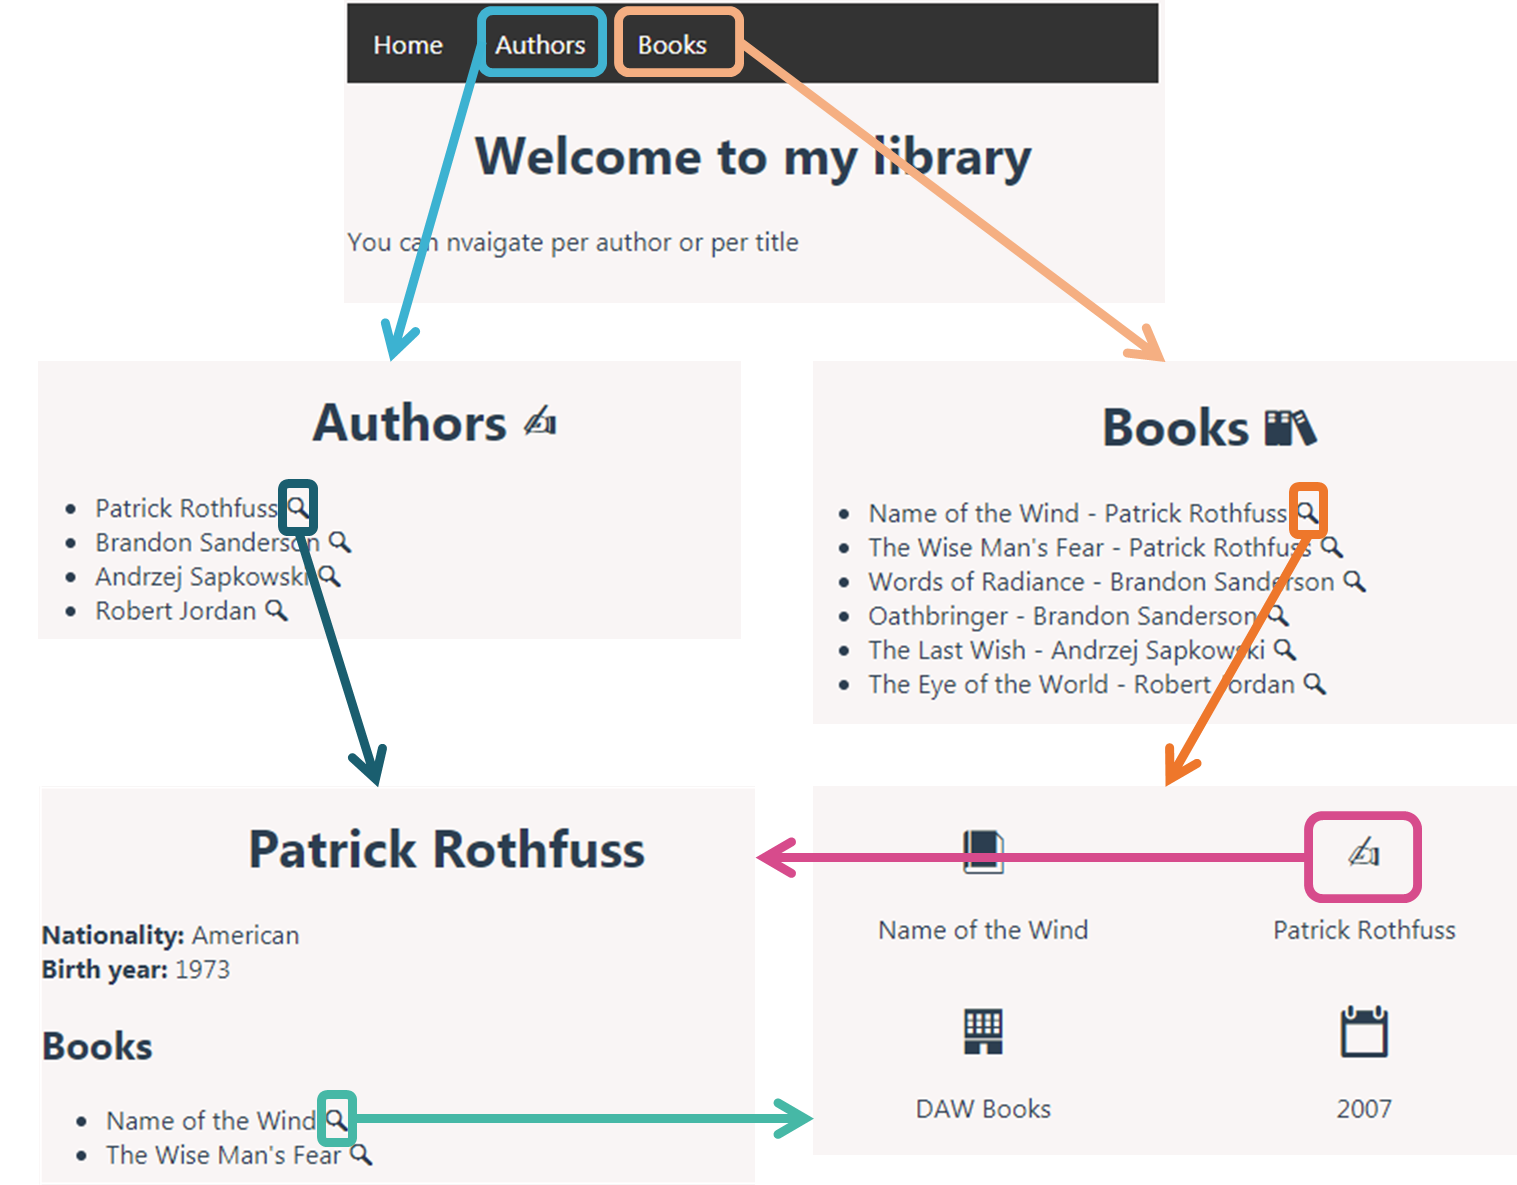 Home Authors Books
Welcome to my library
You can nvaigate per author or per title
Authors
Patrick Rothfuss
Brandon Sanderson
Andrzej Sapkowski
Robert Jordan
Books
Name of the Wind - Patrick Rothfuss
The Wise Man's Fear - Patrick Rothfuss
Words of Radiance - Brandon Sanderson
Oathbringer - Brandon Sanderson
The Last Wish - Andrzej Sapkowski
The Eye of the World - Robert Jordan
Patrick Rothfuss
Nationality: American
Birth year: 1973
Books
Name of the Wind
The Wise Man's Fear
Name of the Wind
Patrick Rothfuss
DAW Books
2007